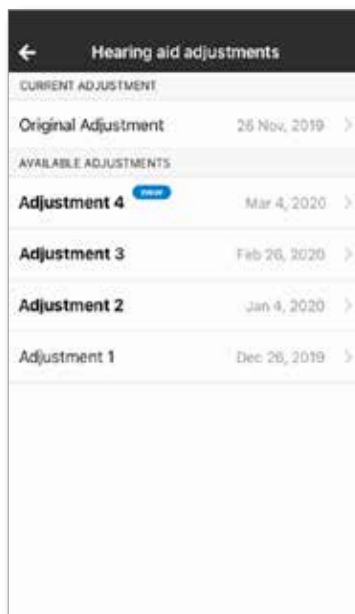 Hearing aid adjustments
CURRENT ADJUSTMENT
Original Adjustment 26 Nov, 2019
AVAILABLE ADJUSTMENTS
Adjustment 4 new Mar 4, 2020
Adjustment 3 Feb 26, 2020
Adjustment 2 Jan 4, 2020
Adjustment 1 Dec 26, 2019